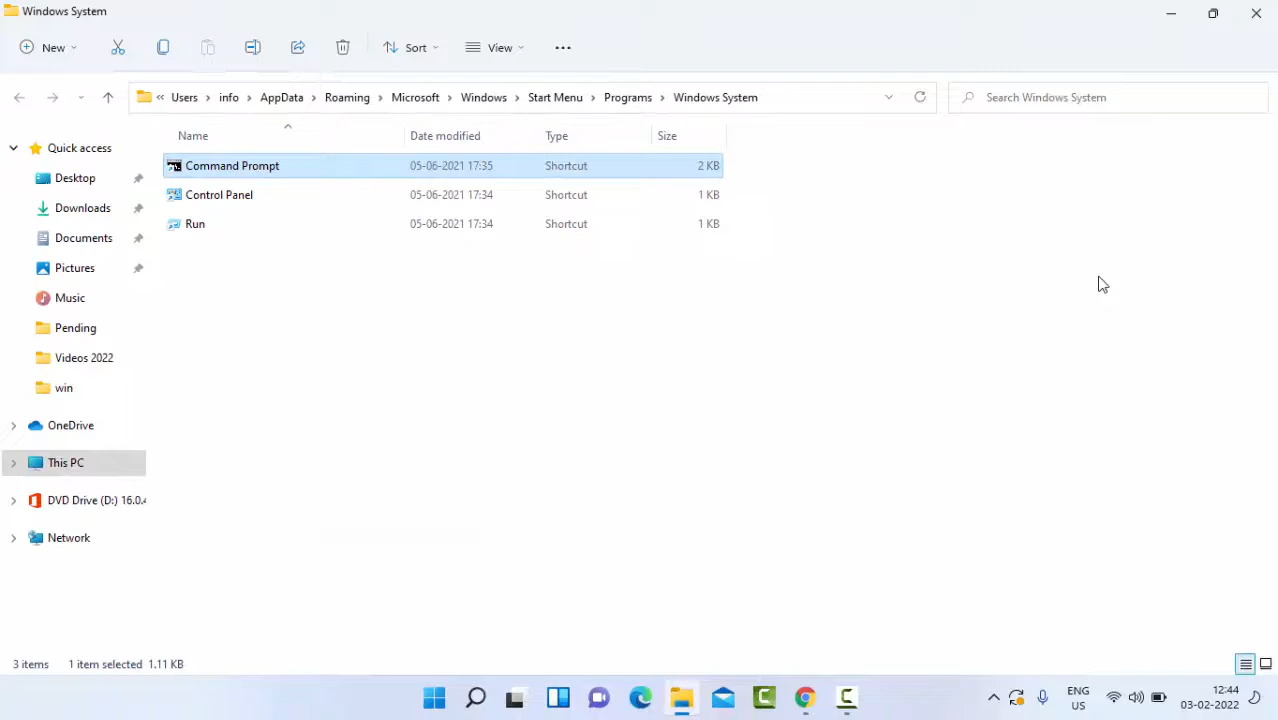 Windows System
New
Sort
View
« Users > info > AppData > Roaming > Microsoft > Windows > Start Menu > Programs > Windows System
Search Windows System
Name Date modified Type Size
Command Prompt 05-06-2021 17:35 Shortcut 2 KB
Control Panel 05-06-2021 17:34 Shortcut 1 KB
Run 05-06-2021 17:34 Shortcut 1 KB
Quick access
Desktop
Downloads
Documents
Pictures
Music
Pending
Videos 2022
win
OneDrive
This PC
DVD Drive (D:) 16.0.4
Network
3 items 1 item selected 1.11 KB
ENG
US
12:44
03-02-2022